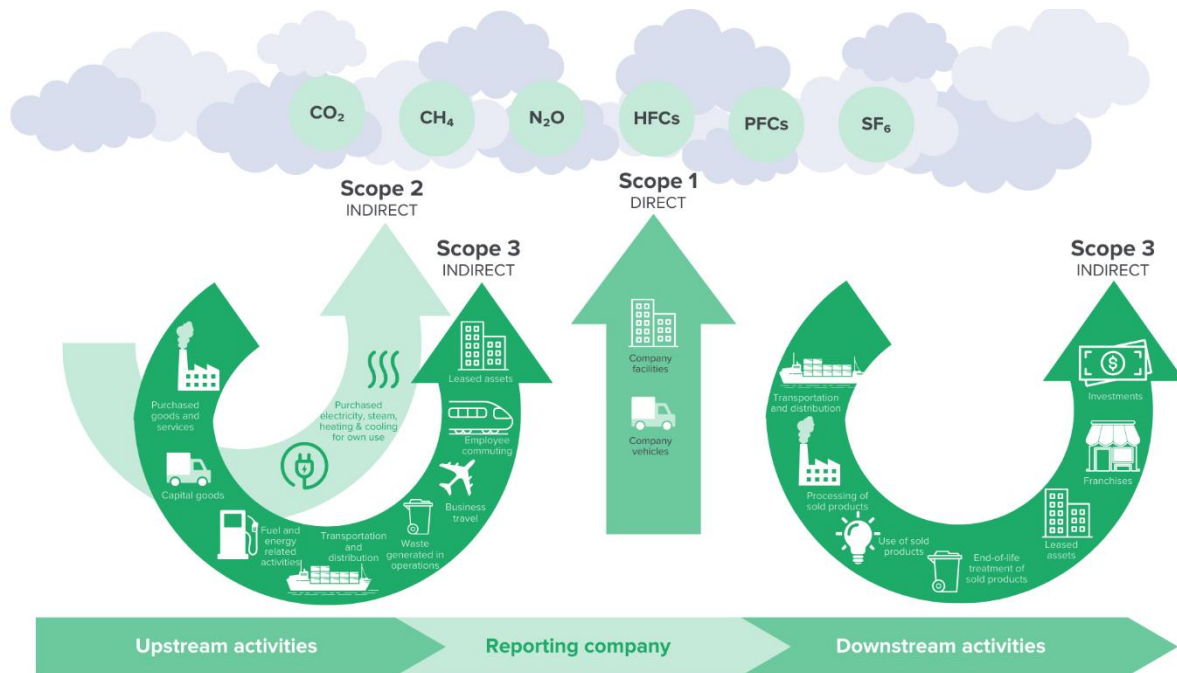 CO₂
CH₄
N₂O
HFCs
PFCs
SF₆
Scope 2
INDIRECT
Scope 1
DIRECT
Scope 3
INDIRECT
Scope 3
INDIRECT
Purchased
goods and
services
Capital goods
Fuel and
energy
related
activities
Transportation
and
distribution
Waste
generated in
operations
Business
travel
Employee
commuting
Leased assets
Purchased
electricity, steam,
heating & cooling
for own use
Company
facilities
Company
vehicles
Transportation
and distribution
Processing of
sold products
Use of sold
products
End-of-life
treatment of
sold products
Leased
assets
Franchises
Investments
Upstream activities
Reporting company
Downstream activities